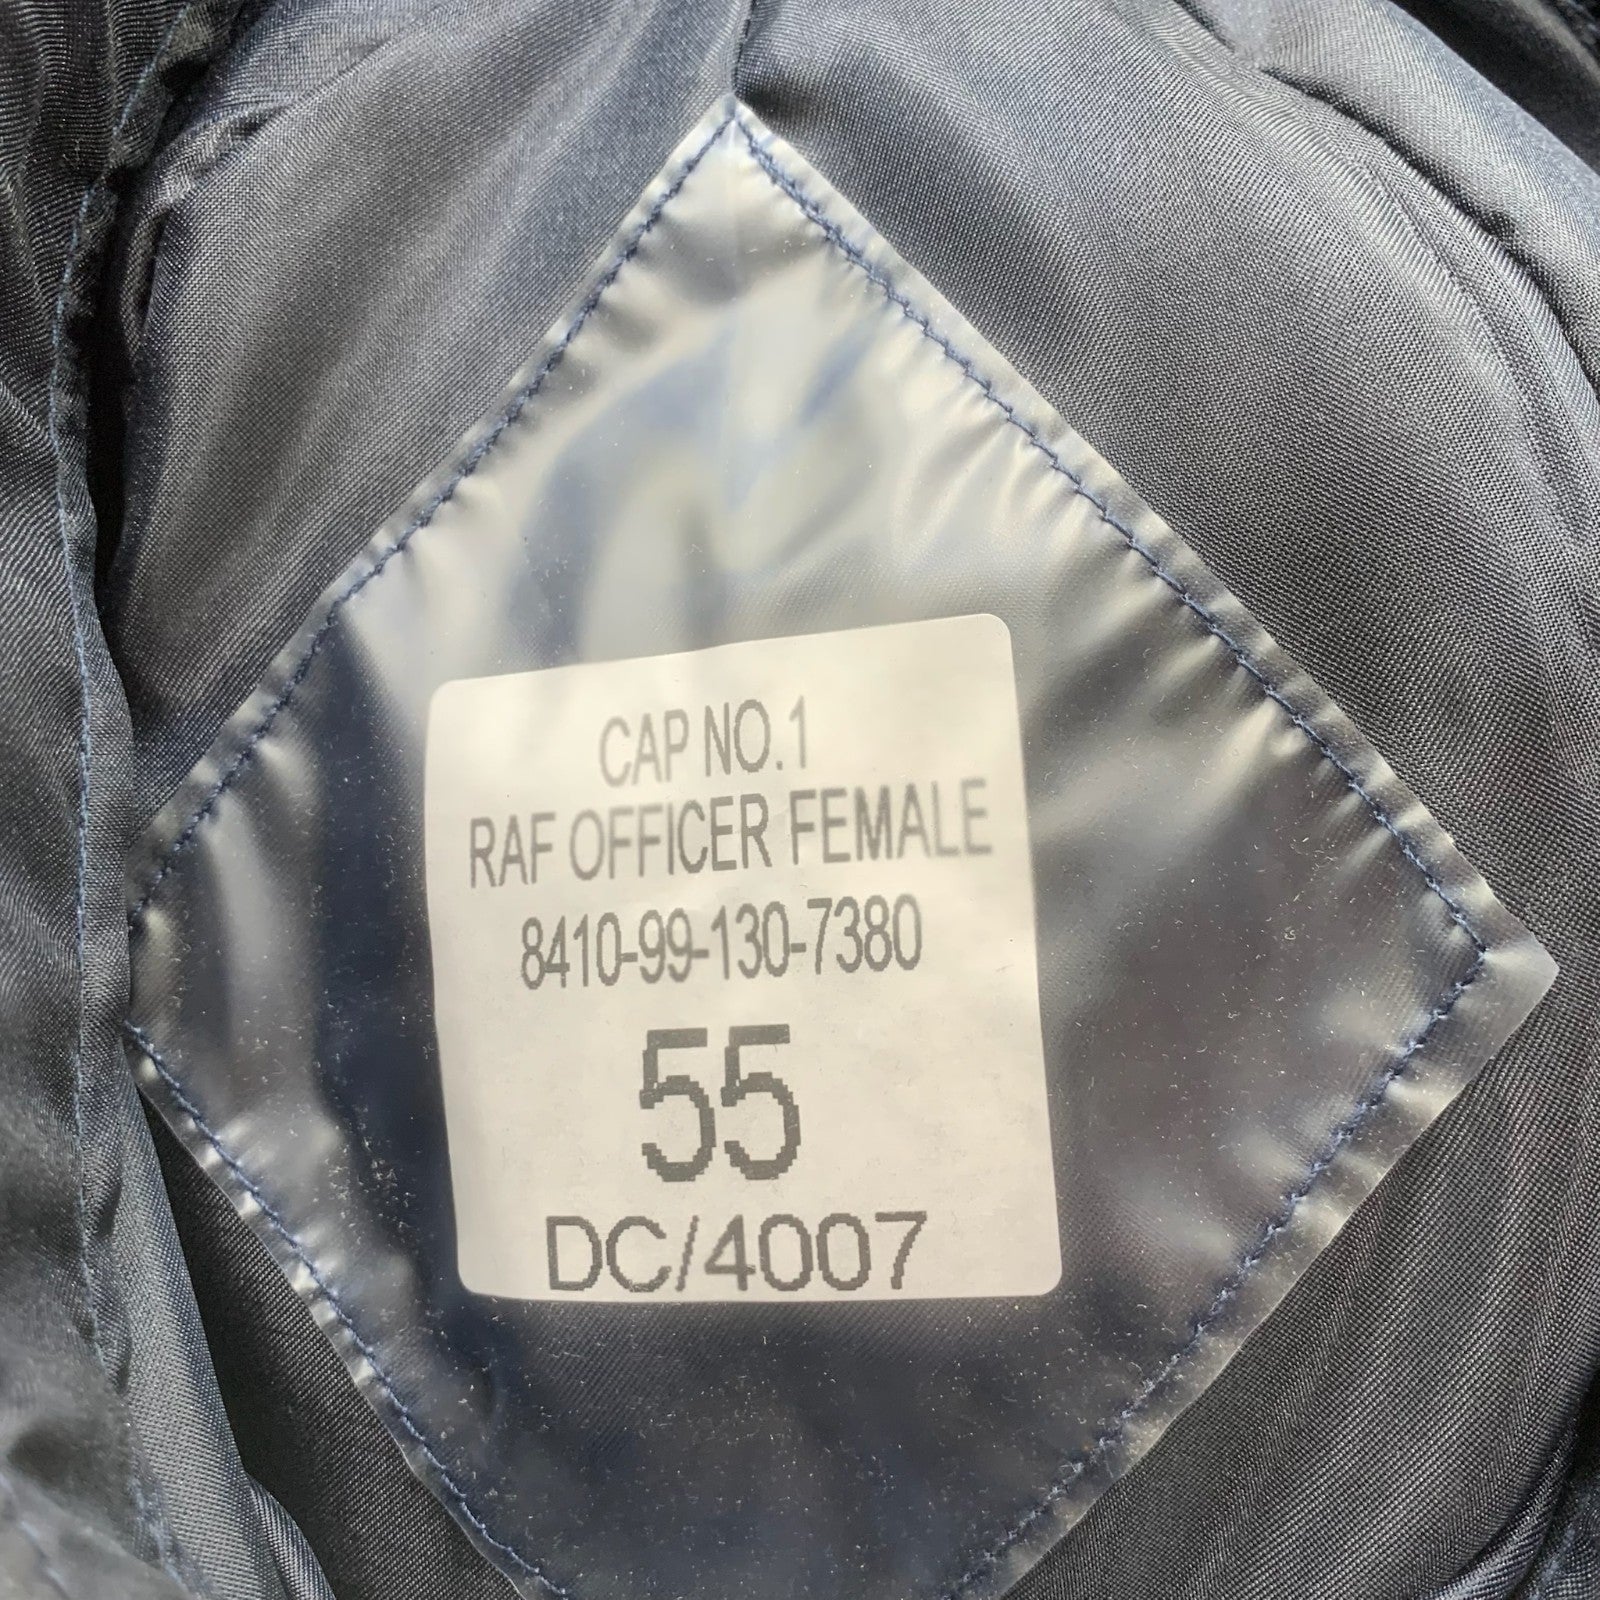 CAP NO.1
RAF OFFICER FEMALE
8410-99-130-7380
55
DC/4007